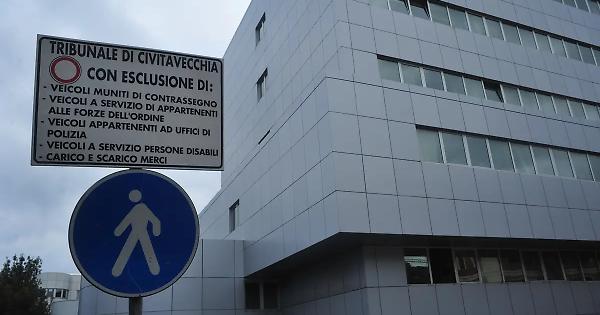 TRIBUNALE DI CIVITAVECCHIA
CON ESCLUSIONE DI:
- VEICOLI MUNITI DI CONTRASSEGNO
- VEICOLI A SERVIZIO DI APPARTENENTI
ALLE FORZE DELL'ORDINE
- VEICOLI APPARTENENTI AD UFFICI DI
POLIZIA
- VEICOLI A SERVIZIO PERSONE DISABILI
- CARICO E SCARICO MERCI